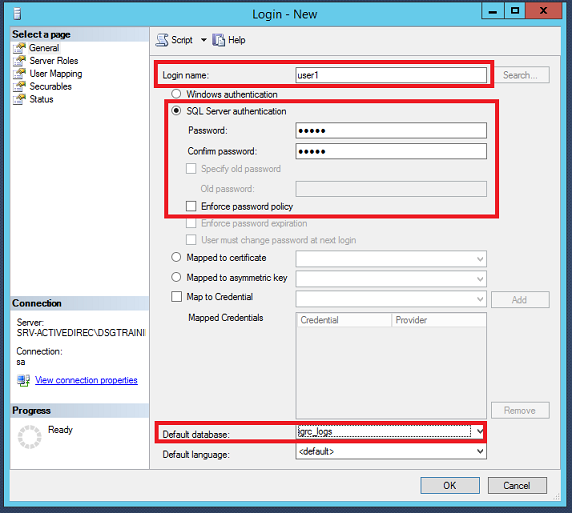 Login - New
Select a page
General
Server Roles
User Mapping
Securables
Status
Script
Help
Login name:
user1
Search...
Windows authentication
SQL Server authentication
Password:
●●●●●
Confirm password:
●●●●●
Specify old password
Old password:
Enforce password policy
Enforce password expiration
User must change password at next login
Mapped to certificate
Mapped to asymmetric key
Map to Credential
Add
Mapped Credentials
Credential Provider
Remove
Default database:
igrc_logs
Default language:
<default>
Connection
Server:
SRV-ACTIVEDIREC\DSGTRAINI
Connection:
sa
View connection properties
Progress
Ready
OK
Cancel